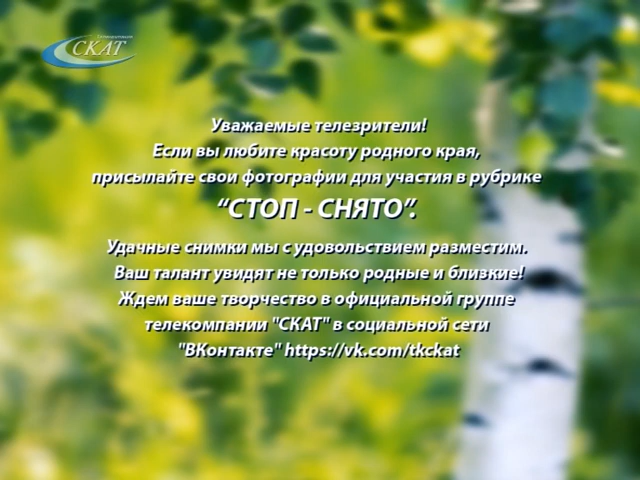 СКАТ
Уважаемые телезрители!
Если вы любите красоту родного края,
присылайте свои фотографии для участия в рубрике
“СТОП - СНЯТО”.
Удачные снимки мы с удовольствием разместим.
Ваш талант увидят не только родные и близкие!
Ждем ваше творчество в официальной группе
телекомпании "СКАТ" в социальной сети
"ВКонтакте" https://vk.com/tkckat